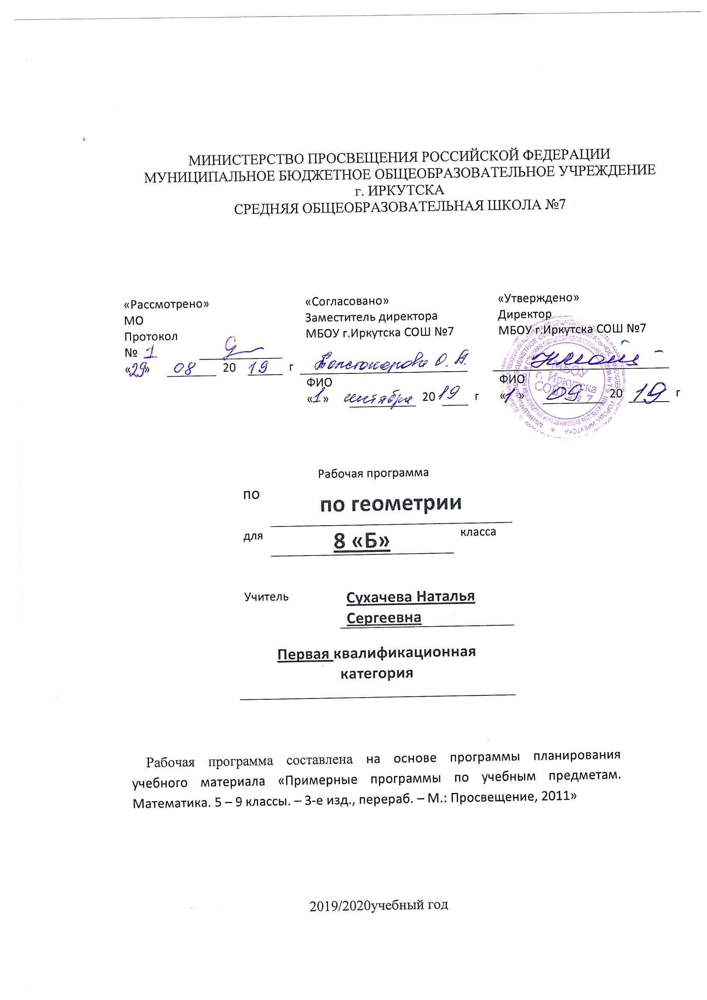 МИНИСТЕРСТВО ПРОСВЕЩЕНИЯ РОССИЙСКОЙ ФЕДЕРАЦИИ
МУНИЦИПАЛЬНОЕ БЮДЖЕТНОЕ ОБЩЕОБРАЗОВАТЕЛЬНОЕ УЧРЕЖДЕНИЕ
г. ИРКУТСКА
СРЕДНЯЯ ОБЩЕОБРАЗОВАТЕЛЬНАЯ ШКОЛА №7
«Рассмотрено»
МО
Протокол
№ 1
«29» 08 20 19 г
«Согласовано»
Заместитель директора
МБОУ г.Иркутска СОШ №7
О. А.
ФИО
«1» сентября 20 19 г
«Утверждено»
Директор
МБОУ г.Иркутска СОШ №7
ФИО
«1» 09 20 19 г
МБОУ
г. Иркутска
СОШ № 7
Рабочая программа
по
по геометрии
для 8 «Б» класса
Учитель Сухачева Наталья
Сергеевна
Первая квалификационная
категория
Рабочая программа составлена на основе программы планирования
учебного материала «Примерные программы по учебным предметам.
Математика. 5 – 9 классы. – 3-е изд., перераб. – М.: Просвещение, 2011»
2019/2020учебный год